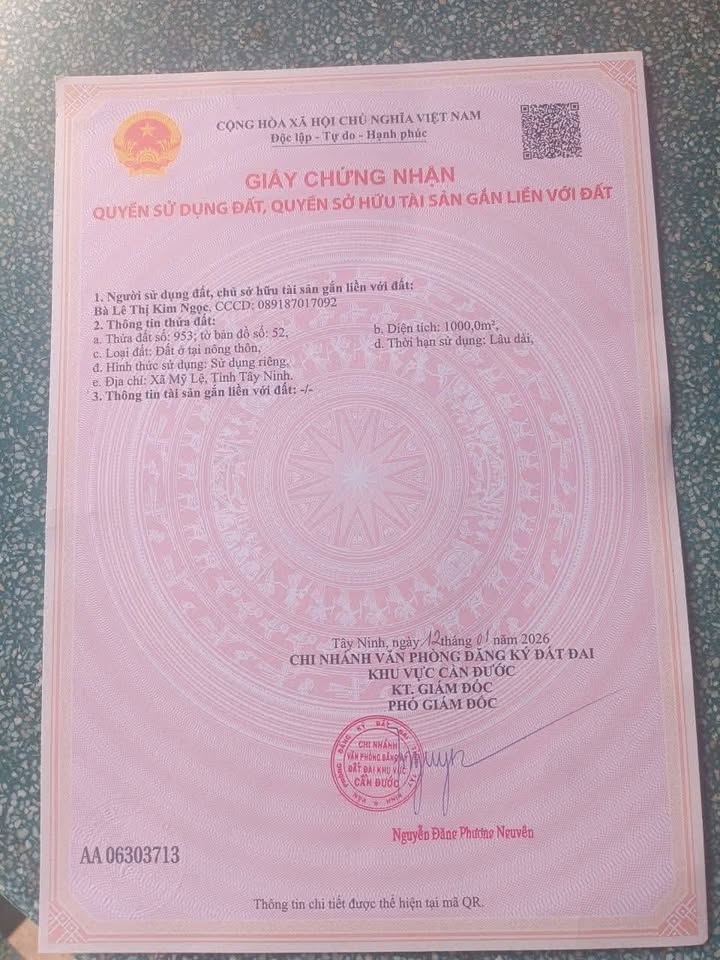 CỘNG HÒA XÃ HỘI CHỦ NGHĨA VIỆT NAM
Độc lập - Tự do - Hạnh phúc
GIẤY CHỨNG NHẬN
QUYỀN SỬ DỤNG ĐẤT, QUYỀN SỞ HỮU TÀI SẢN GẮN LIỀN VỚI ĐẤT
1. Người sử dụng đất, chủ sở hữu tài sản gắn liền với đất:
Bà Lê Thị Kim Ngọc, CCCD: 089187017092
2. Thông tin thửa đất:
a. Thửa đất số: 953; tờ bản đồ số: 52, b. Diện tích: 1000,0m²,
c. Loại đất: Đất ở tại nông thôn, d. Thời hạn sử dụng: Lâu dài,
đ. Hình thức sử dụng: Sử dụng riêng,
e. Địa chỉ: Xã Mỹ Lệ, Tỉnh Tây Ninh.
3. Thông tin tài sản gắn liền với đất: -/-
Tây Ninh, ngày 12 tháng 01 năm 2026
CHI NHÁNH VĂN PHÒNG ĐĂNG KÝ ĐẤT ĐAI
KHU VỰC CẦN ĐƯỚC
KT. GIÁM ĐỐC
PHÓ GIÁM ĐỐC
CHI NHÁNH
VĂN PHÒNG ĐĂNG KÝ
ĐẤT ĐAI KHU VỰC
CẦN ĐƯỚC
Nguyễn Đăng Phương Nguyên
AA 06303713
Thông tin chi tiết được thể hiện tại mã QR.